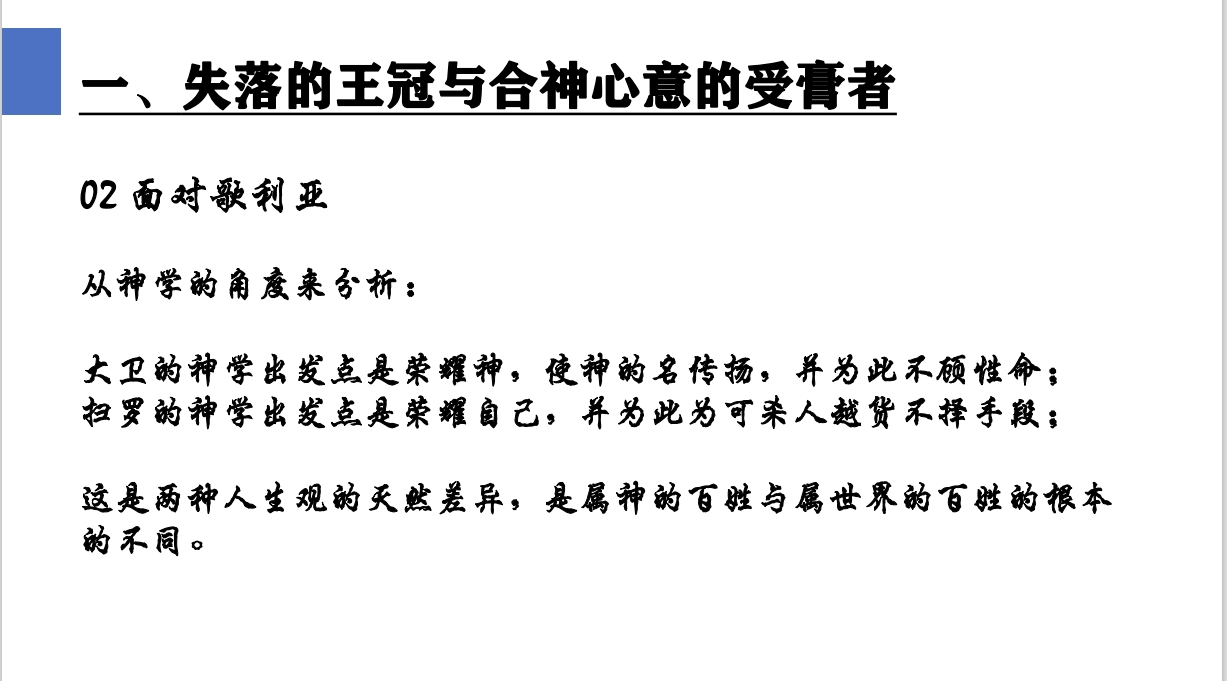 一、失落的王冠与合神心意的受膏者
02 面对歌利亚
从神学的角度来分析：
大卫的神学出发点是荣耀神，使神的名传扬，并为此不顾性命；
扫罗的神学出发点是荣耀自己，并为此为可杀人越货不择手段；
这是两种人生观的天然差异，是属神的百姓与属世界的百姓的根本
的不同。